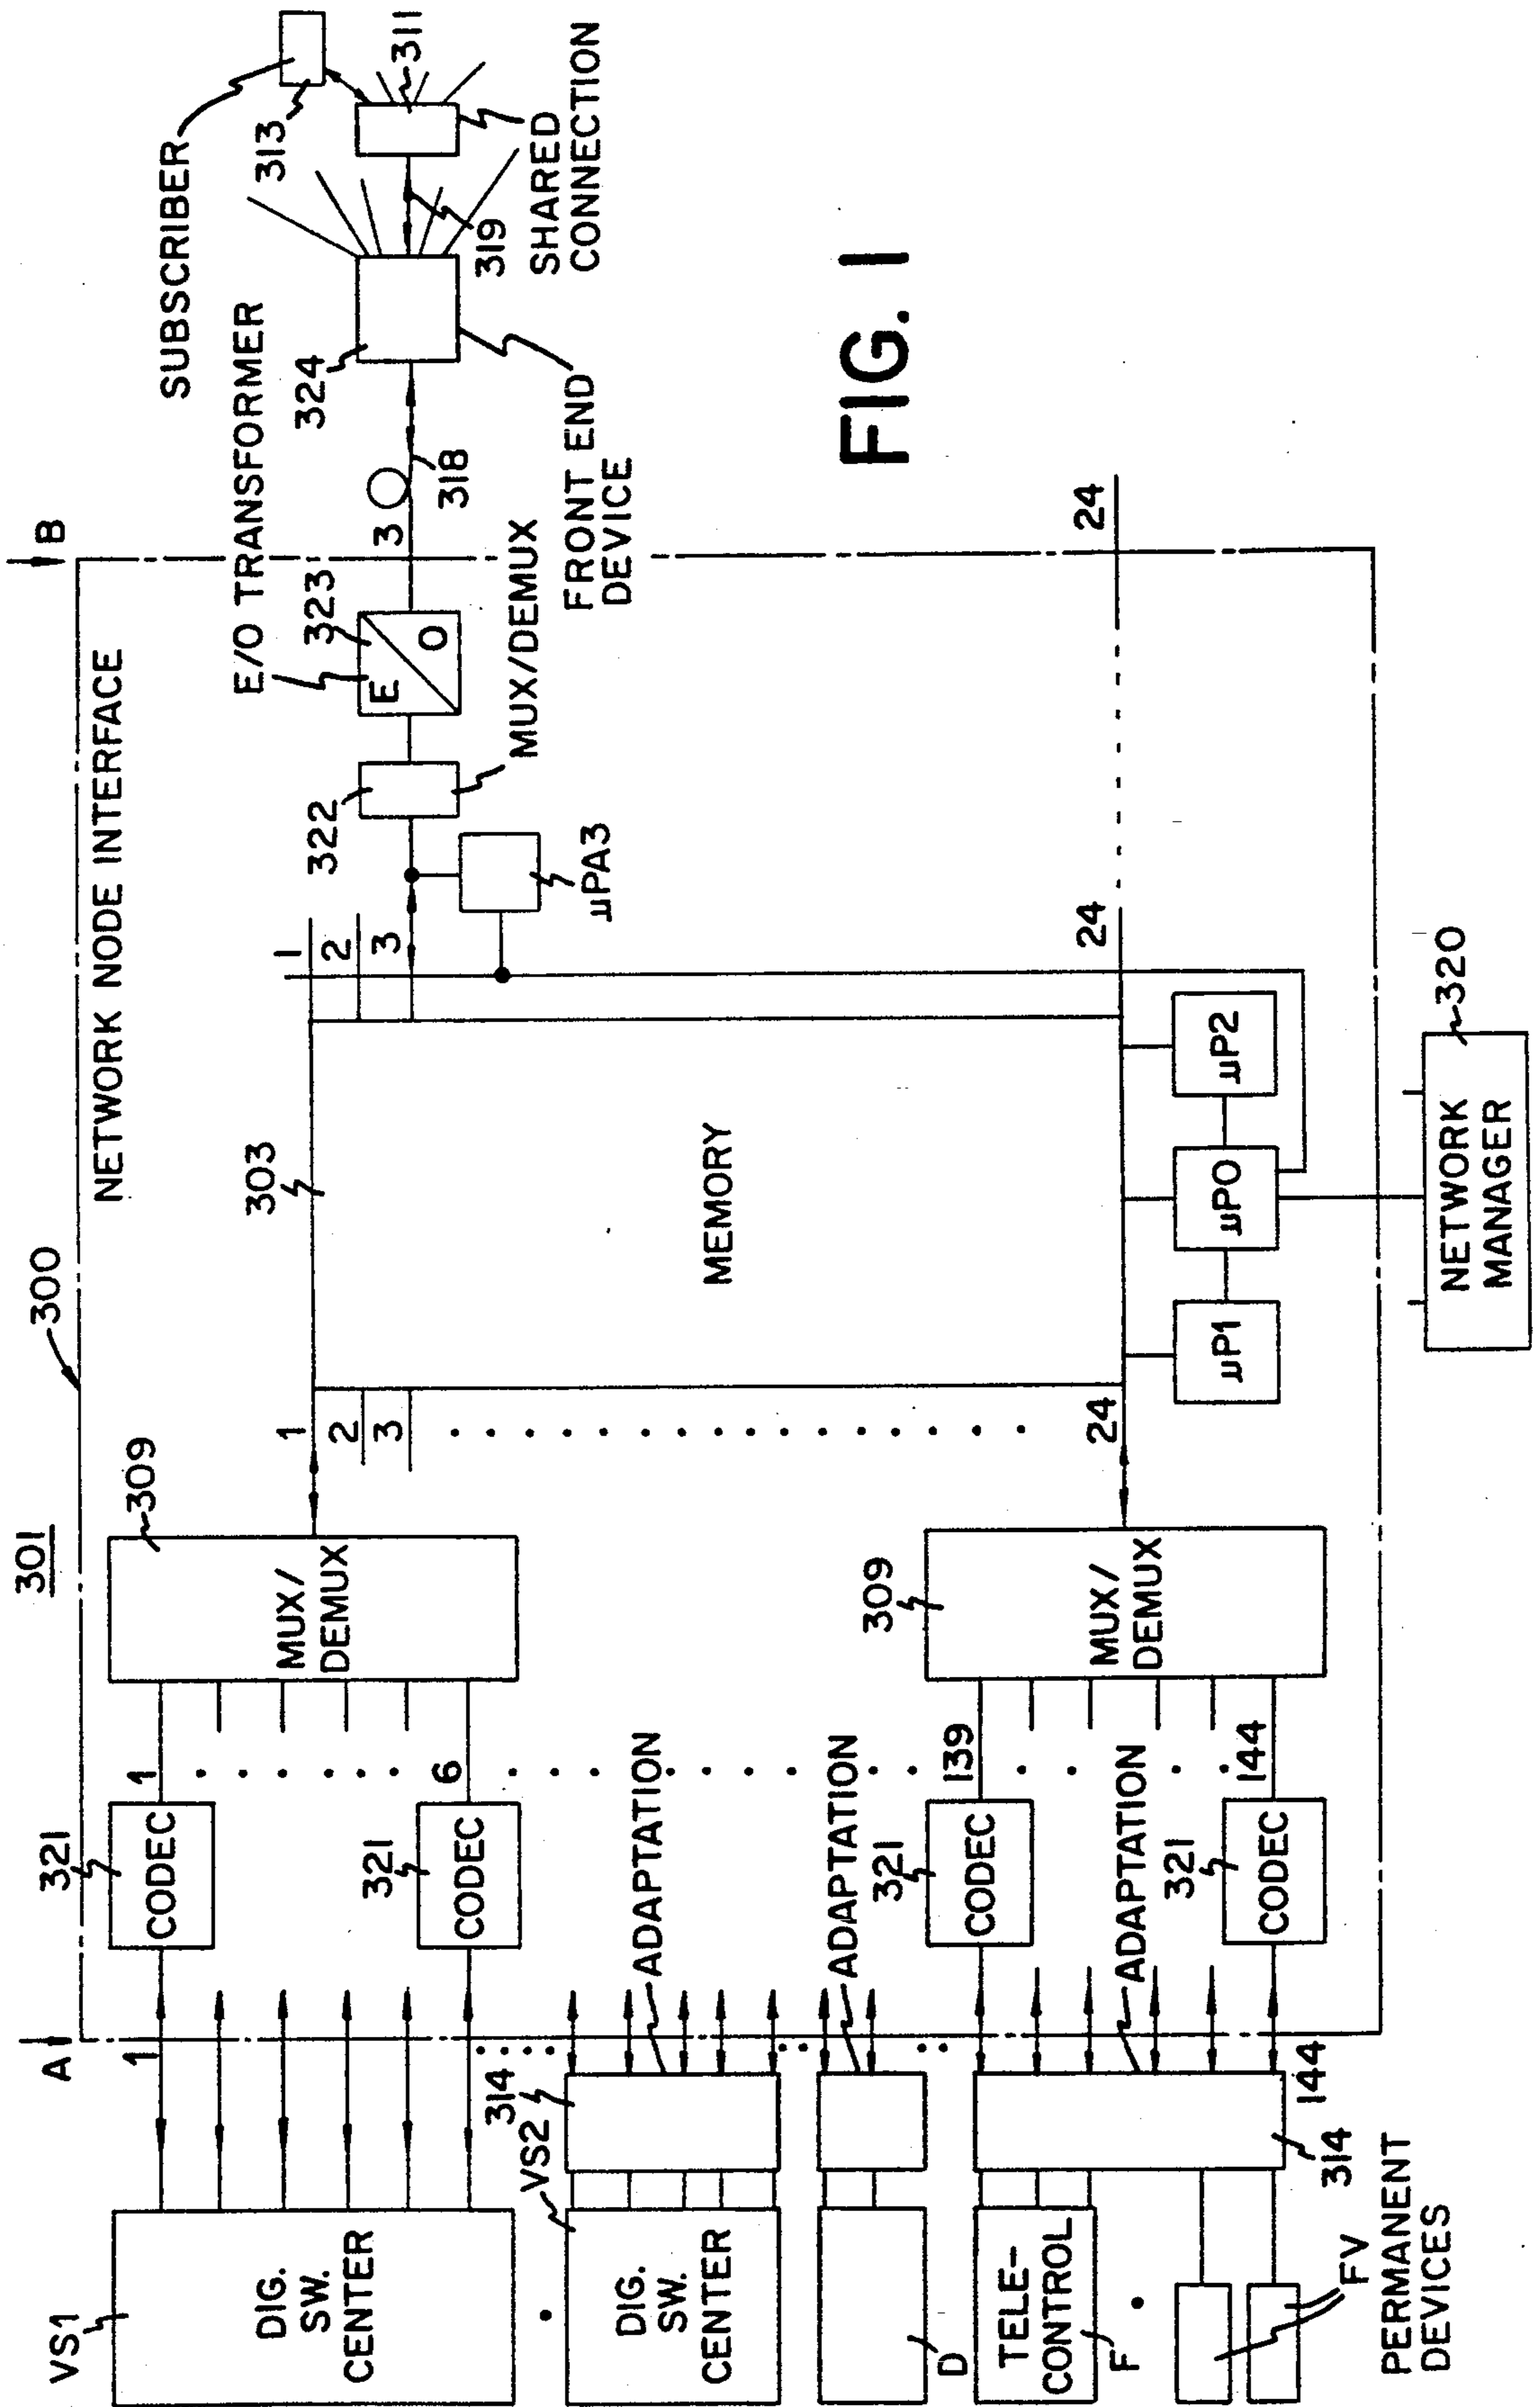 SUBSCRIBER
313
311
SHARED
CONNECTION
319
324
E/O TRANSFORMER
FRONT END
DEVICE
318
3
B
FIG. 1
NETWORK NODE INTERFACE
323
E
O
MUX/DEMUX
322
µPA3
1
2
3
24
24
300
303
MEMORY
µP1
µP0
µP2
320
NETWORK
MANAGER
1
2
3
24
301
309
MUX/
DEMUX
309
MUX/
DEMUX
1
6
139
144
321
CODEC
321
CODEC
321
CODEC
321
CODEC
ADAPTATION
ADAPTATION
ADAPTATION
A
1
144
314
314
VS1
DIG.
SW.
CENTER
VS2
DIG.
SW.
CENTER
D
TELE-
CONTROL
F
FV
PERMANENT
DEVICES